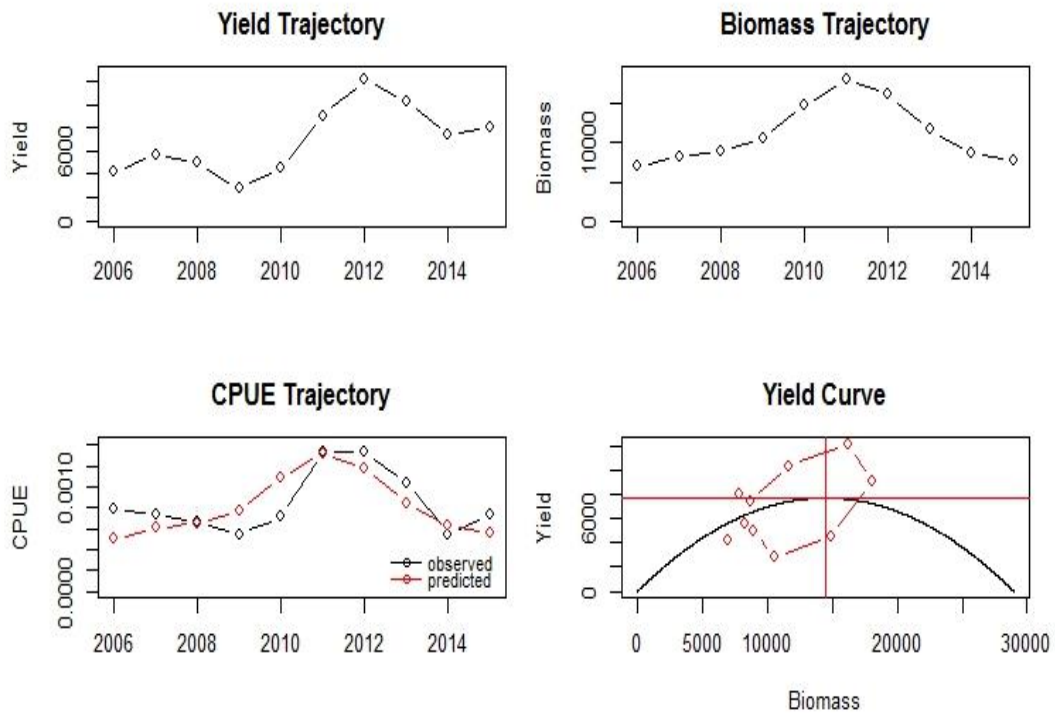 Yield Trajectory
Yield
0
6000
2006 2008 2010 2012 2014
Biomass Trajectory
Biomass
0
10000
2006 2008 2010 2012 2014
CPUE Trajectory
CPUE
0.0000
0.0010
observed
predicted
2006 2008 2010 2012 2014
Yield Curve
Yield
0
6000
0 5000 10000 20000 30000
Biomass